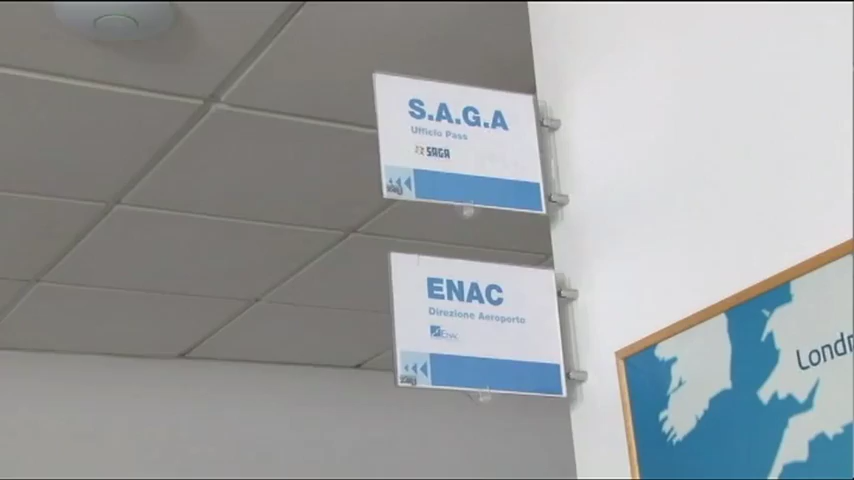 S.A.G.A
Ufficio Pass
SAGA
ENAC
Direzione Aeroporto
ENAC
Londr